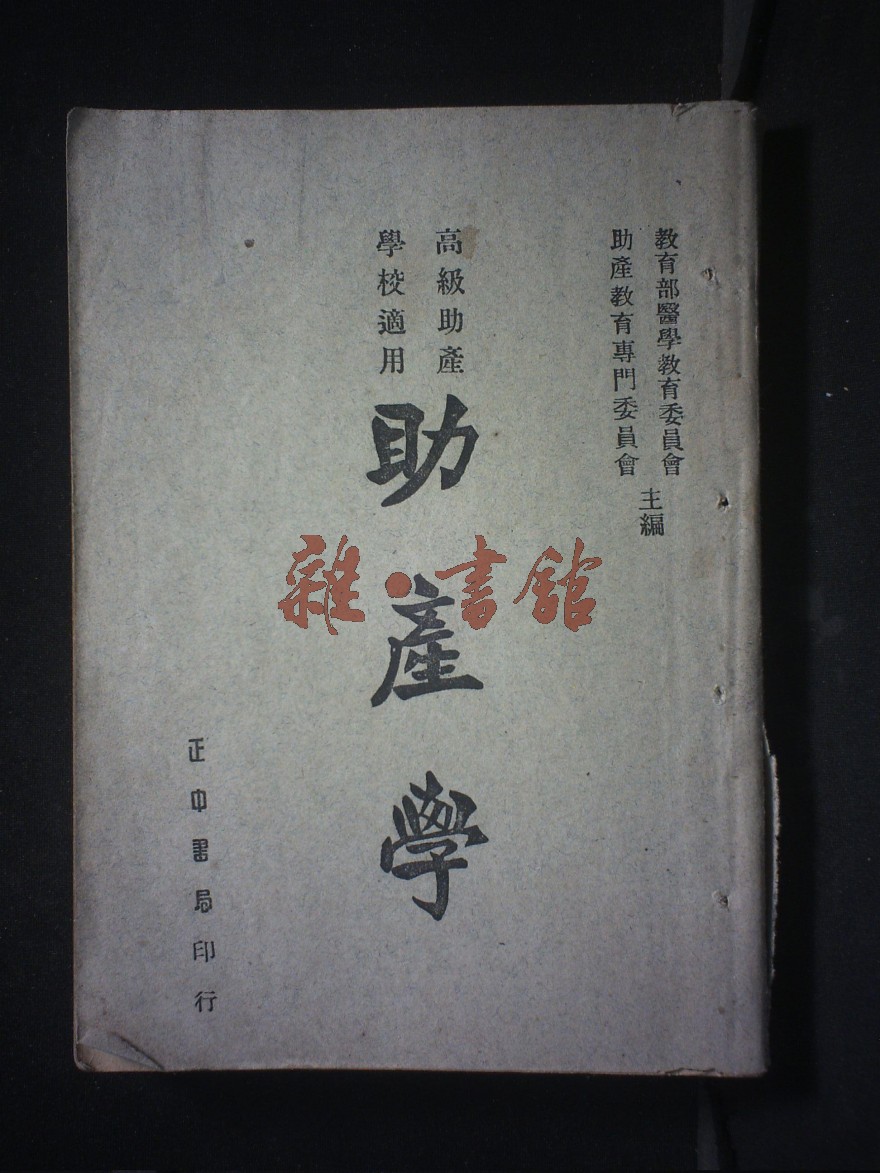 教育部醫學教育委員會
助產教育專門委員會
主編
高級助產
學校適用
助產學
正中書局印行
雜·書館